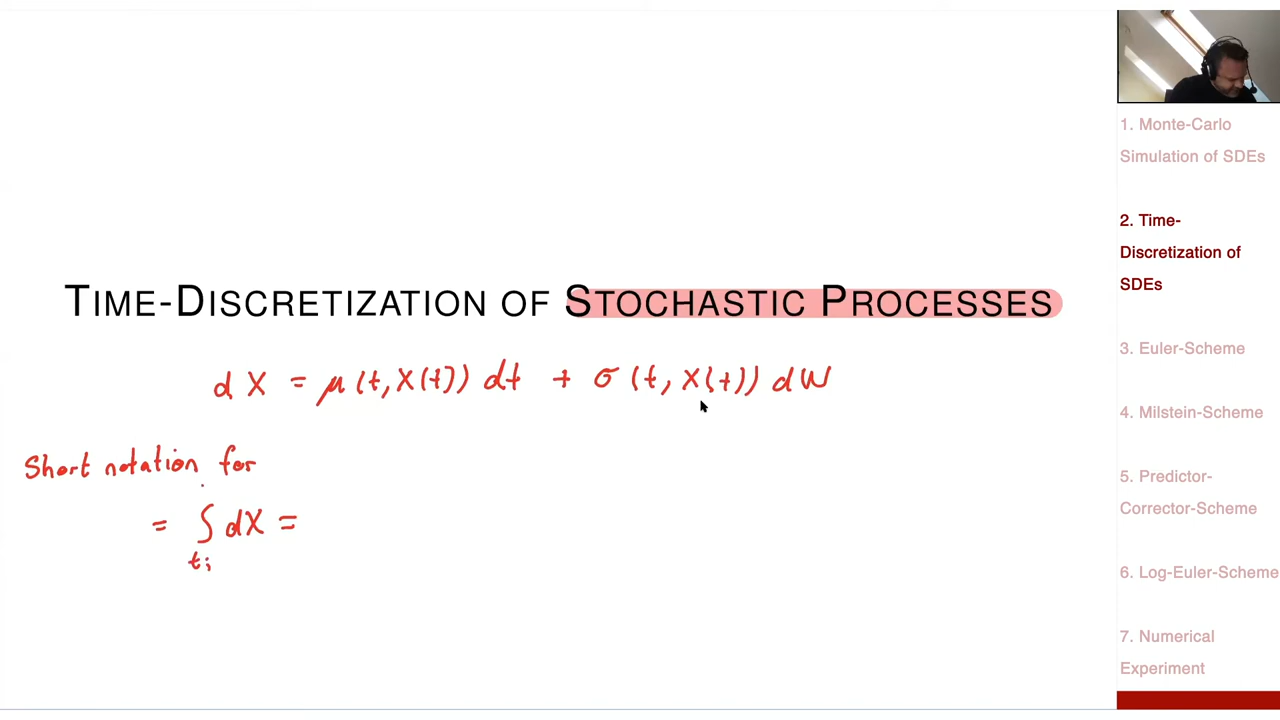 TIME-DISCRETIZATION OF STOCHASTIC PROCESSES
dX = μ(t, X(t)) dt + σ(t, X(t)) dW
Short notation for
= ∫ dX =
tᵢ
1. Monte-Carlo
Simulation of SDEs
2. Time-
Discretization of
SDEs
3. Euler-Scheme
4. Milstein-Scheme
5. Predictor-
Corrector-Scheme
6. Log-Euler-Scheme
7. Numerical
Experiment